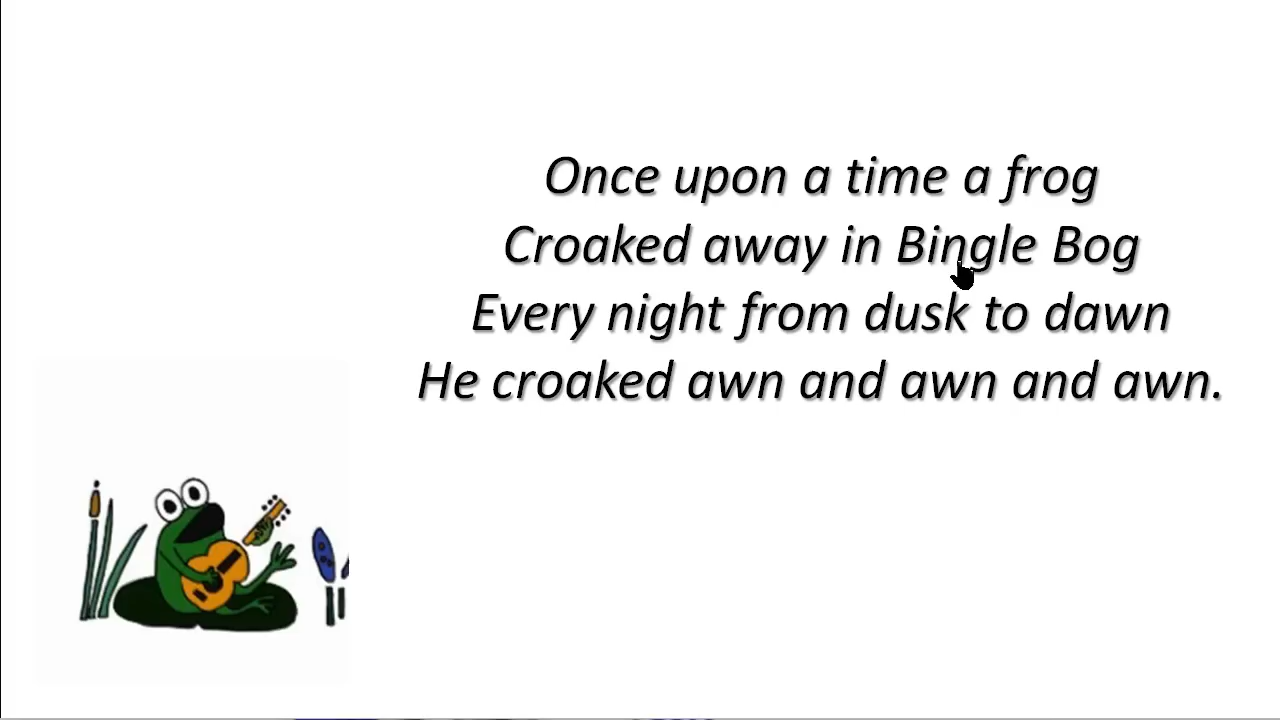 Once upon a time a frog
Croaked away in Bingle Bog
Every night from dusk to dawn
He croaked awn and awn and awn.